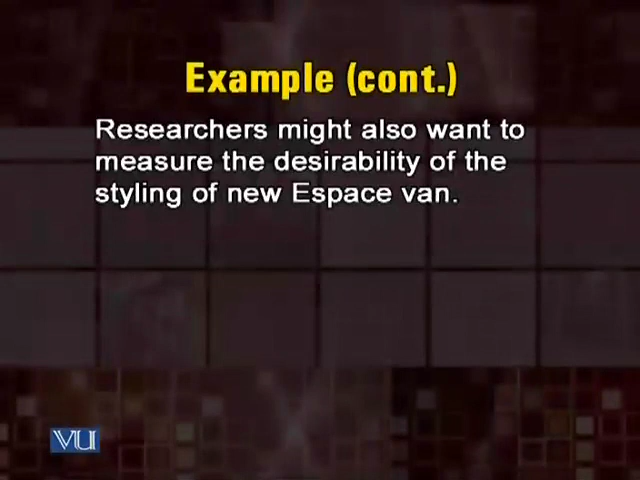 Example (cont.)
Researchers might also want to
measure the desirability of the
styling of new Espace van.
VU